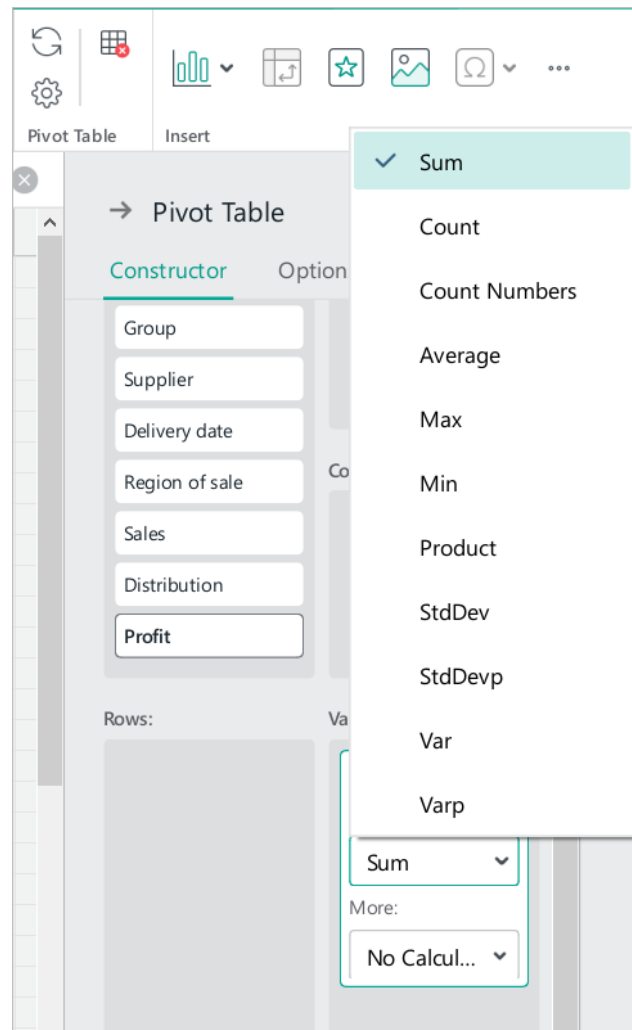 Pivot Table
Insert
Pivot Table
Constructor
Option
Group
Supplier
Delivery date
Region of sale
Sales
Distribution
Profit
Co
Rows:
Va
Sum
Count
Count Numbers
Average
Max
Min
Product
StdDev
StdDevp
Var
Varp
Sum
More:
No Calcul...